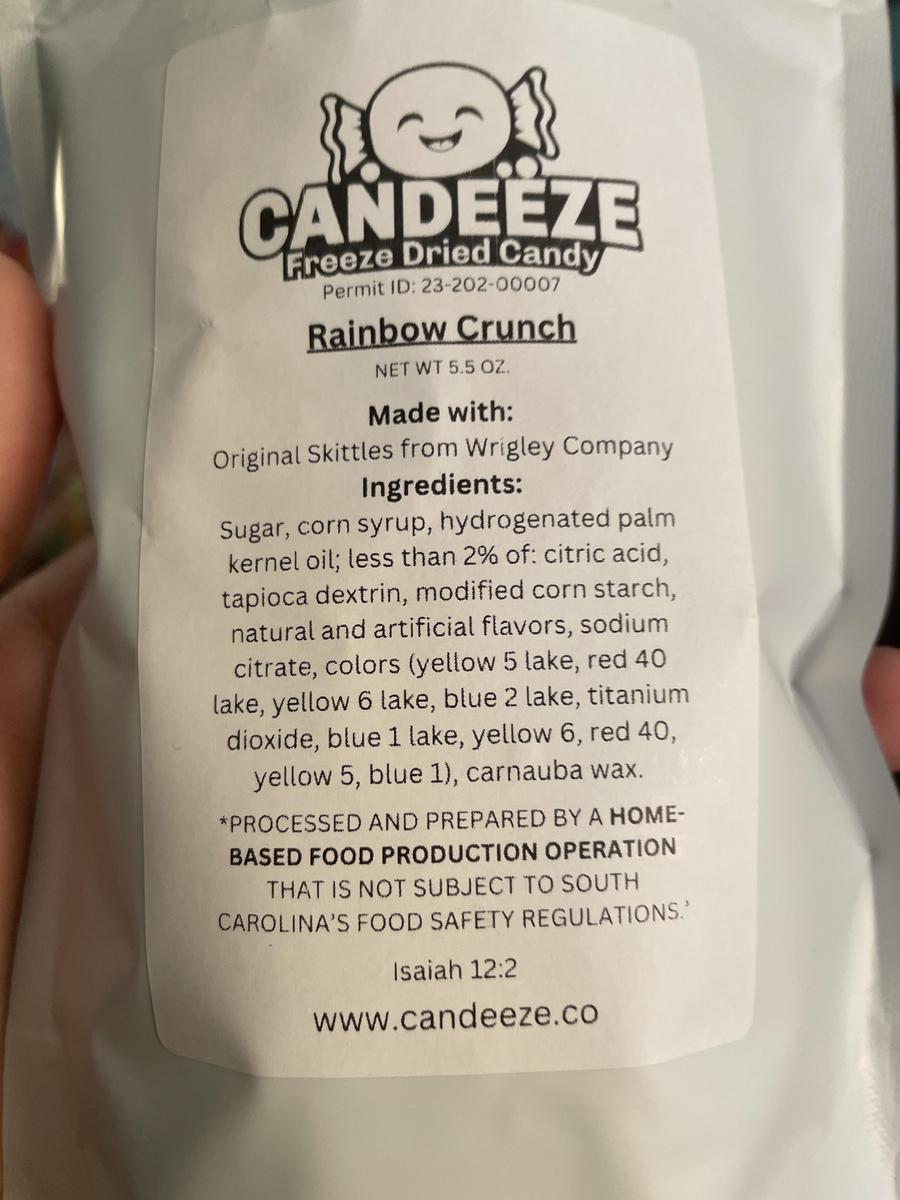 CANDEËZE
Freeze Dried Candy
Permit ID: 23-202-00007
Rainbow Crunch
NET WT 5.5 OZ.
Made with:
Original Skittles from Wrigley Company
Ingredients:
Sugar, corn syrup, hydrogenated palm
kernel oil; less than 2% of: citric acid,
tapioca dextrin, modified corn starch,
natural and artificial flavors, sodium
citrate, colors (yellow 5 lake, red 40
lake, yellow 6 lake, blue 2 lake, titanium
dioxide, blue 1 lake, yellow 6, red 40,
yellow 5, blue 1), carnauba wax.
*PROCESSED AND PREPARED BY A HOME-
BASED FOOD PRODUCTION OPERATION
THAT IS NOT SUBJECT TO SOUTH
CAROLINA'S FOOD SAFETY REGULATIONS.'
Isaiah 12:2
www.candeeze.co